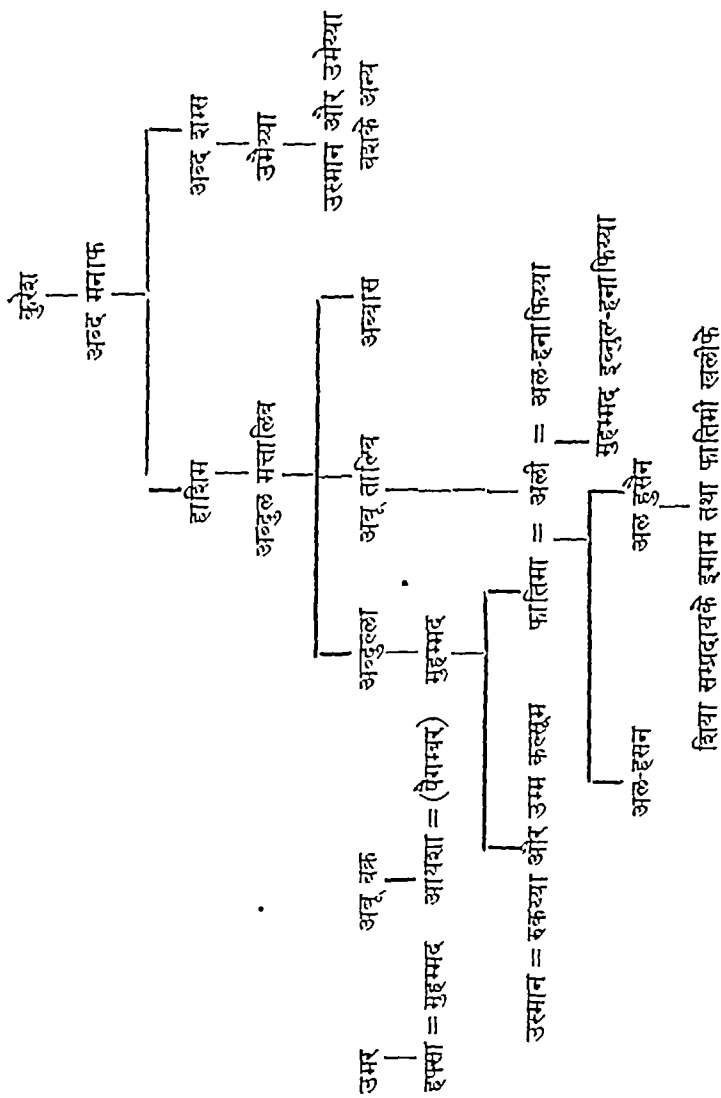 कुरेश
अब्द मनाफ
हाशिम अब्द शम्स
अब्दुल मत्तालिब उमैय्या
उस्मान और उमैय्या
वंशके अन्य
उमर अबू बक्र अब्दुल्ला अबू तालिब अब्बास
हफ्सा = मुहम्मद आयशा = (पैगम्बर) मुहम्मद
उस्मान = रुकय्या और उम्म कल्सूम फातिमा = अली = अल-हनाफिय्या
मुहम्मद इब्नुल-हनाफिय्या
अल-हसन अल हुसैन
शिया सम्प्रदायके इमाम तथा फातिमी खलीफे